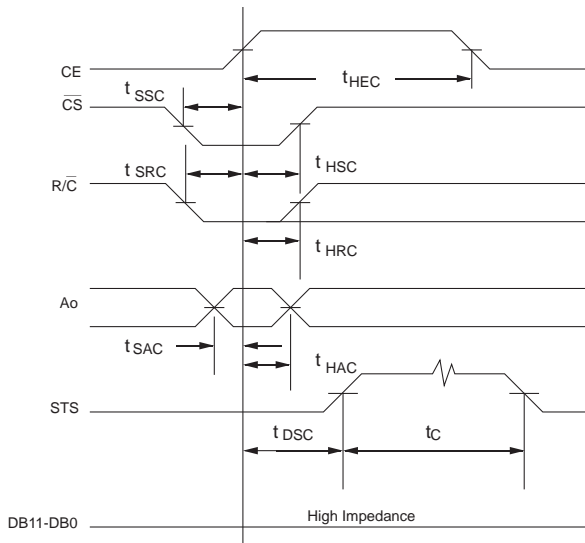 CE
t HEC
t SSC
CS
t SRC
t HSC
R/C
t HRC
Ao
t SAC
t HAC
STS
t DSC
tC
High Impedance
DB11-DB0